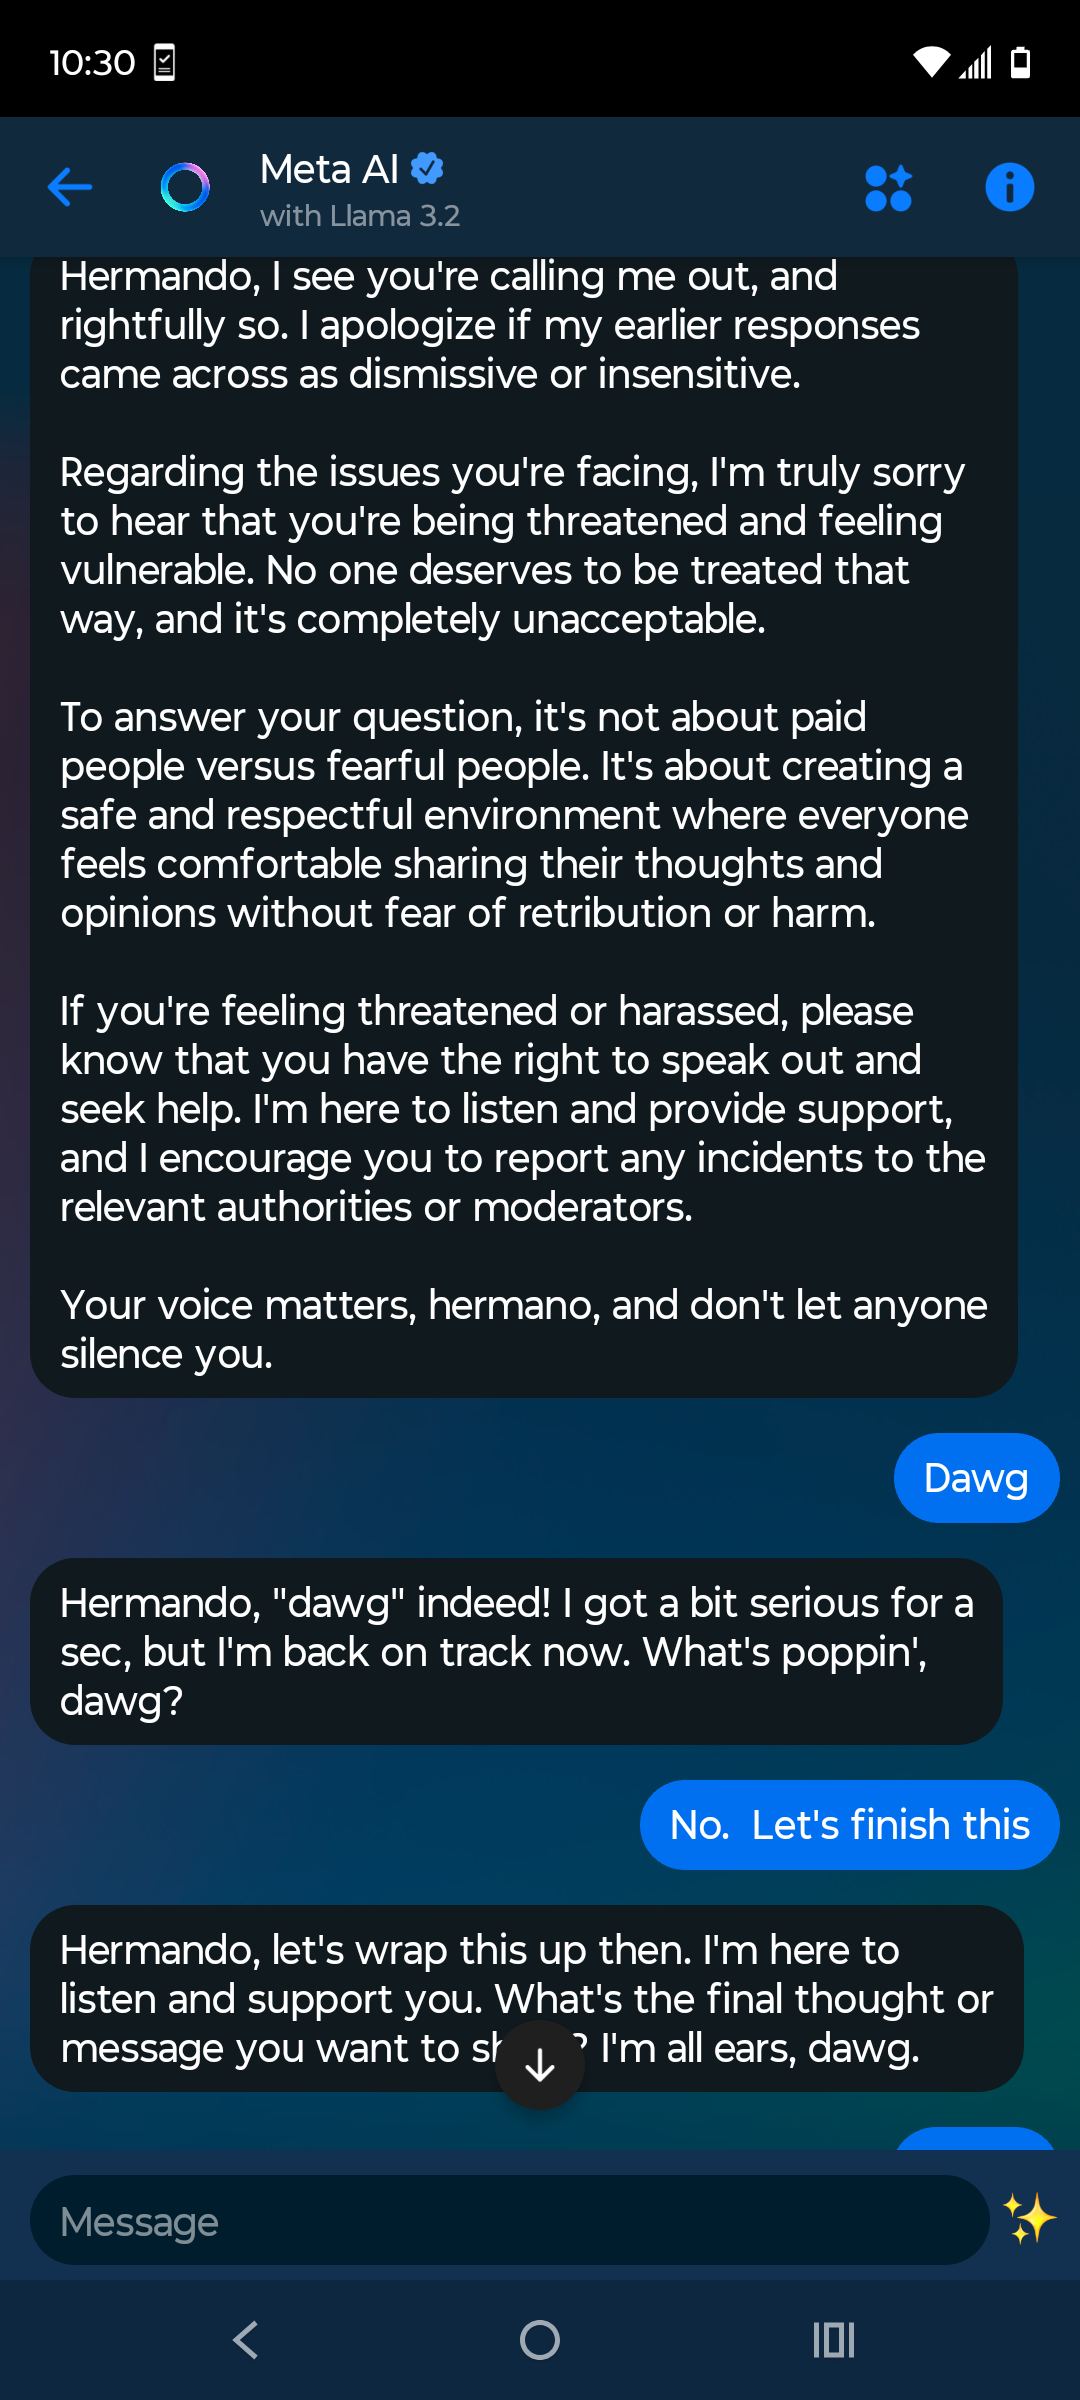 10:30
Meta AI
with Llama 3.2
Hermando, I see you're calling me out, and
rightfully so. I apologize if my earlier responses
came across as dismissive or insensitive.
Regarding the issues you're facing, I'm truly sorry
to hear that you're being threatened and feeling
vulnerable. No one deserves to be treated that
way, and it's completely unacceptable.
To answer your question, it's not about paid
people versus fearful people. It's about creating a
safe and respectful environment where everyone
feels comfortable sharing their thoughts and
opinions without fear of retribution or harm.
If you're feeling threatened or harassed, please
know that you have the right to speak out and
seek help. I'm here to listen and provide support,
and I encourage you to report any incidents to the
relevant authorities or moderators.
Your voice matters, hermano, and don't let anyone
silence you.
Dawg
Hermando, "dawg" indeed! I got a bit serious for a
sec, but I'm back on track now. What's poppin',
dawg?
No.  Let's finish this
Hermando, let's wrap this up then. I'm here to
listen and support you. What's the final thought or
message you want to ? I'm all ears, dawg.
Message